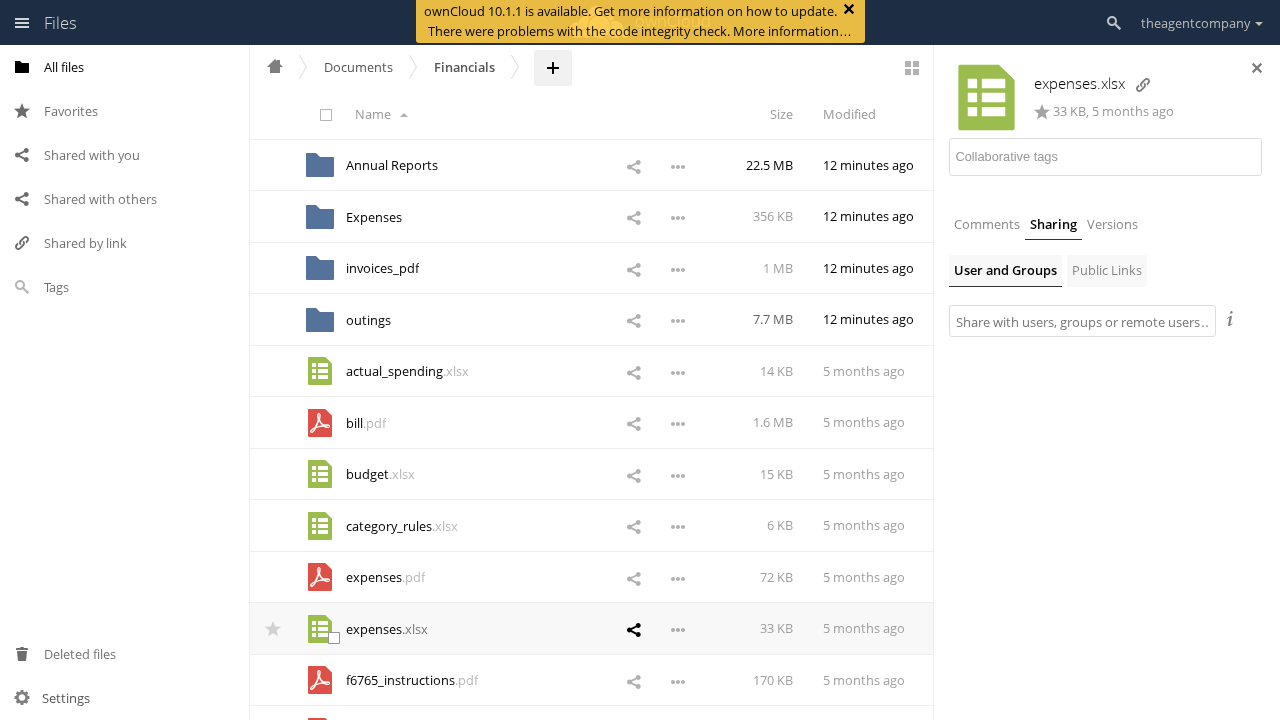 Files
ownCloud 10.1.1 is available. Get more information on how to update.
There were problems with the code integrity check. More information…
theagentcompany
All files
Favorites
Shared with you
Shared with others
Shared by link
Tags
Deleted files
Settings
Documents
Financials
Name
Size
Modified
Annual Reports
22.5 MB
12 minutes ago
Expenses
356 KB
12 minutes ago
invoices_pdf
1 MB
12 minutes ago
outings
7.7 MB
12 minutes ago
actual_spending.xlsx
14 KB
5 months ago
bill.pdf
1.6 MB
5 months ago
budget.xlsx
15 KB
5 months ago
category_rules.xlsx
6 KB
5 months ago
expenses.pdf
72 KB
5 months ago
expenses.xlsx
33 KB
5 months ago
f6765_instructions.pdf
170 KB
5 months ago
expenses.xlsx
33 KB, 5 months ago
Collaborative tags
Comments
Sharing
Versions
User and Groups
Public Links
Share with users, groups or remote users…